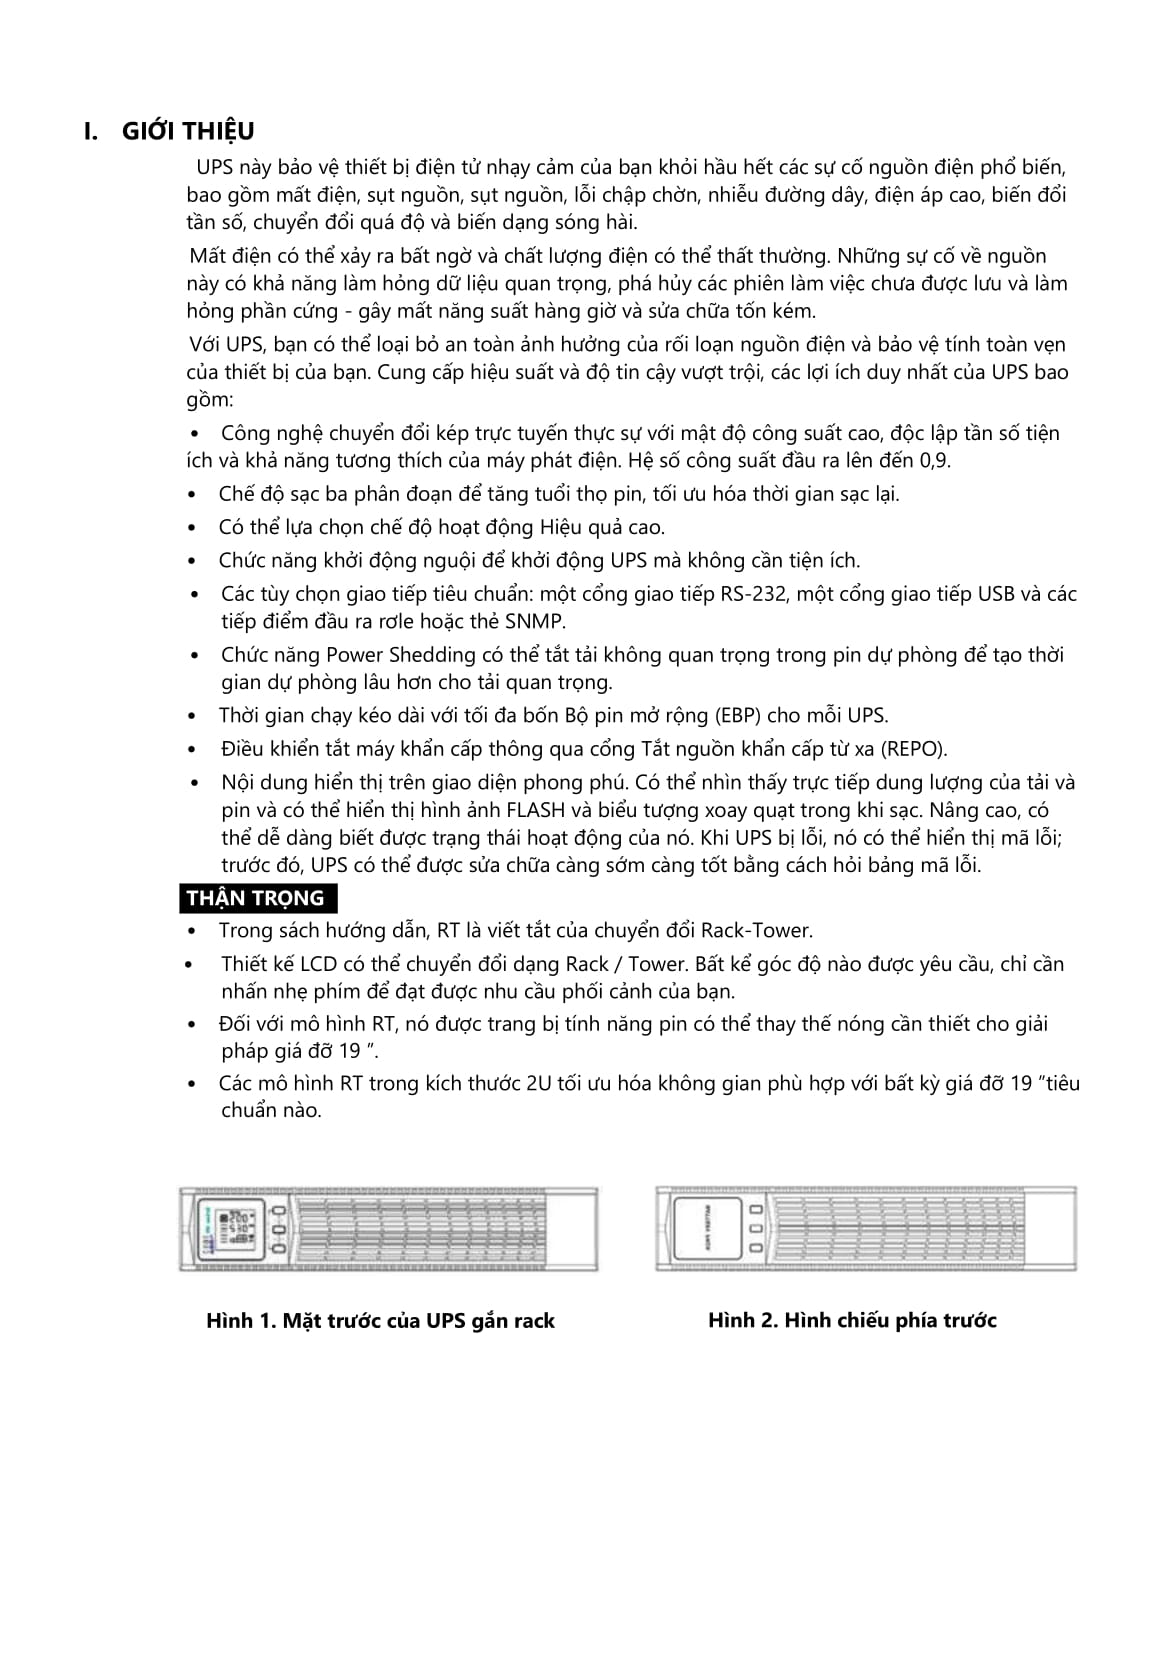 I. GIỚI THIỆU
UPS này bảo vệ thiết bị điện tử nhạy cảm của bạn khỏi hầu hết các sự cố nguồn điện phổ biến,
bao gồm mất điện, sụt nguồn, sụt nguồn, lỗi chập chờn, nhiễu đường dây, điện áp cao, biến đổi
tần số, chuyển đổi quá độ và biến dạng sóng hài.
Mất điện có thể xảy ra bất ngờ và chất lượng điện có thể thất thường. Những sự cố về nguồn
này có khả năng làm hỏng dữ liệu quan trọng, phá hủy các phiên làm việc chưa được lưu và làm
hỏng phần cứng - gây mất năng suất hàng giờ và sửa chữa tốn kém.
Với UPS, bạn có thể loại bỏ an toàn ảnh hưởng của rối loạn nguồn điện và bảo vệ tính toàn vẹn
của thiết bị của bạn. Cung cấp hiệu suất và độ tin cậy vượt trội, các lợi ích duy nhất của UPS bao
gồm:
• Công nghệ chuyển đổi kép trực tuyến thực sự với mật độ công suất cao, độc lập tần số tiện
ích và khả năng tương thích của máy phát điện. Hệ số công suất đầu ra lên đến 0,9.
• Chế độ sạc ba phân đoạn để tăng tuổi thọ pin, tối ưu hóa thời gian sạc lại.
• Có thể lựa chọn chế độ hoạt động Hiệu quả cao.
• Chức năng khởi động nguội để khởi động UPS mà không cần tiện ích.
• Các tùy chọn giao tiếp tiêu chuẩn: một cổng giao tiếp RS-232, một cổng giao tiếp USB và các
tiếp điểm đầu ra rơle hoặc thẻ SNMP.
• Chức năng Power Shedding có thể tắt tải không quan trọng trong pin dự phòng để tạo thời
gian dự phòng lâu hơn cho tải quan trọng.
• Thời gian chạy kéo dài với tối đa bốn Bộ pin mở rộng (EBP) cho mỗi UPS.
• Điều khiển tắt máy khẩn cấp thông qua cổng Tắt nguồn khẩn cấp từ xa (REPO).
• Nội dung hiển thị trên giao diện phong phú. Có thể nhìn thấy trực tiếp dung lượng của tải và
pin và có thể hiển thị hình ảnh FLASH và biểu tượng xoay quạt trong khi sạc. Nâng cao, có
thể dễ dàng biết được trạng thái hoạt động của nó. Khi UPS bị lỗi, nó có thể hiển thị mã lỗi;
trước đó, UPS có thể được sửa chữa càng sớm càng tốt bằng cách hỏi bảng mã lỗi.
THẬN TRỌNG
• Trong sách hướng dẫn, RT là viết tắt của chuyển đổi Rack-Tower.
• Thiết kế LCD có thể chuyển đổi dạng Rack / Tower. Bất kể góc độ nào được yêu cầu, chỉ cần
nhấn nhẹ phím để đạt được nhu cầu phối cảnh của bạn.
• Đối với mô hình RT, nó được trang bị tính năng pin có thể thay thế nóng cần thiết cho giải
pháp giá đỡ 19 ”.
• Các mô hình RT trong kích thước 2U tối ưu hóa không gian phù hợp với bất kỳ giá đỡ 19 “tiêu
chuẩn nào.
Hình 1. Mặt trước của UPS gắn rack
Hình 2. Hình chiếu phía trước